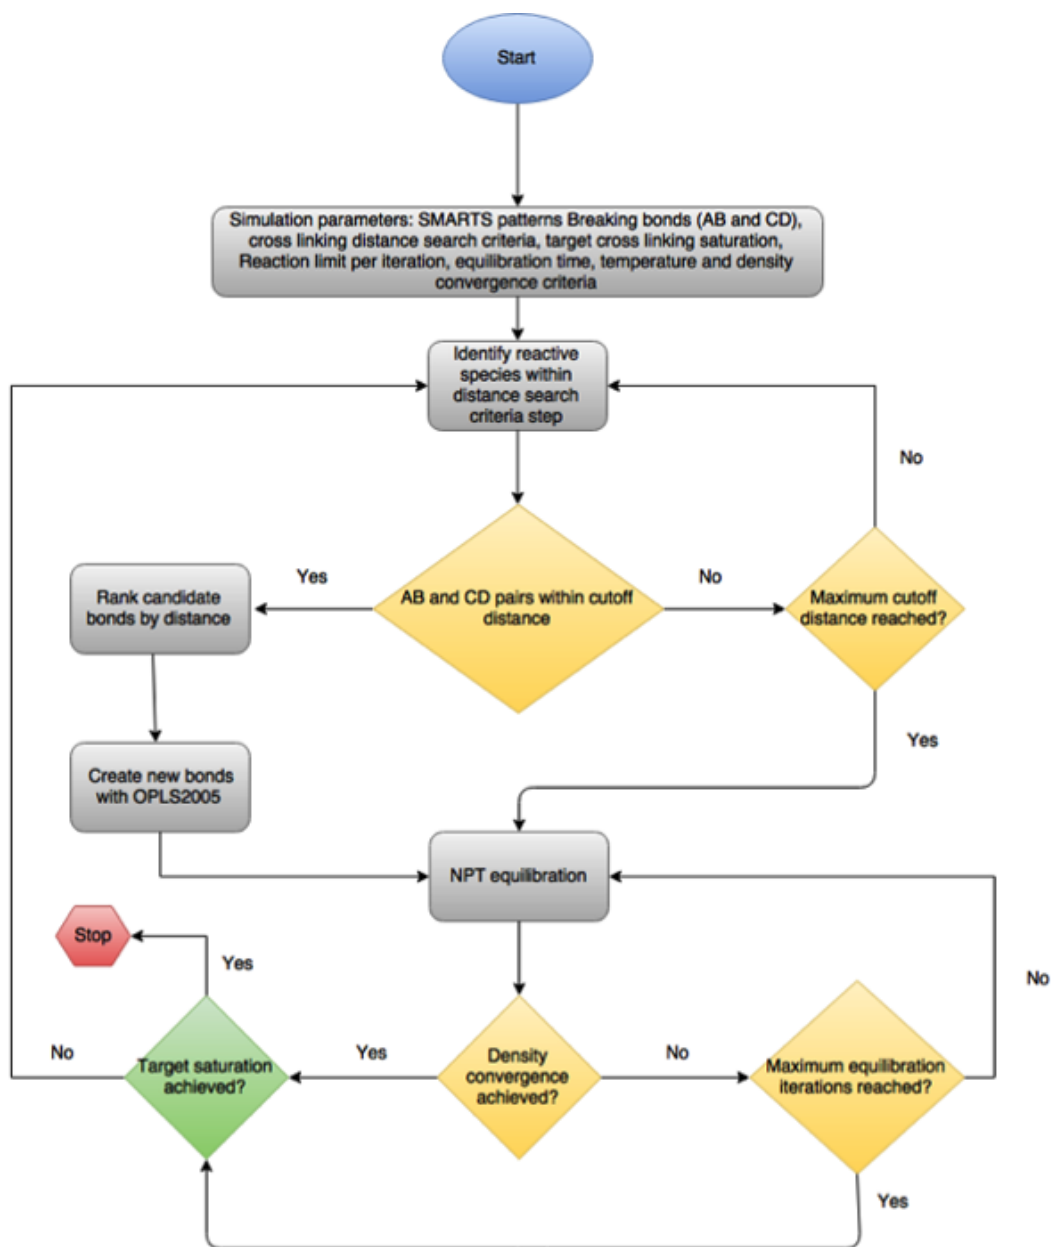 Start
Simulation parameters: SMARTS patterns Breaking bonds (AB and CD),
cross linking distance search criteria, target cross linking saturation,
Reaction limit per iteration, equilibration time, temperature and density
convergence criteria
Identify reactive
species within
distance search
criteria step
No
Yes
No
Rank candidate
bonds by distance
AB and CD pairs within cutoff
distance
Maximum cutoff
distance reached?
Yes
Create new bonds
with OPLS2005
NPT equilibration
Stop
Yes
No
No
Yes
No
Target saturation
achieved?
Density
convergence
achieved?
Maximum equilibration
iterations reached?
Yes